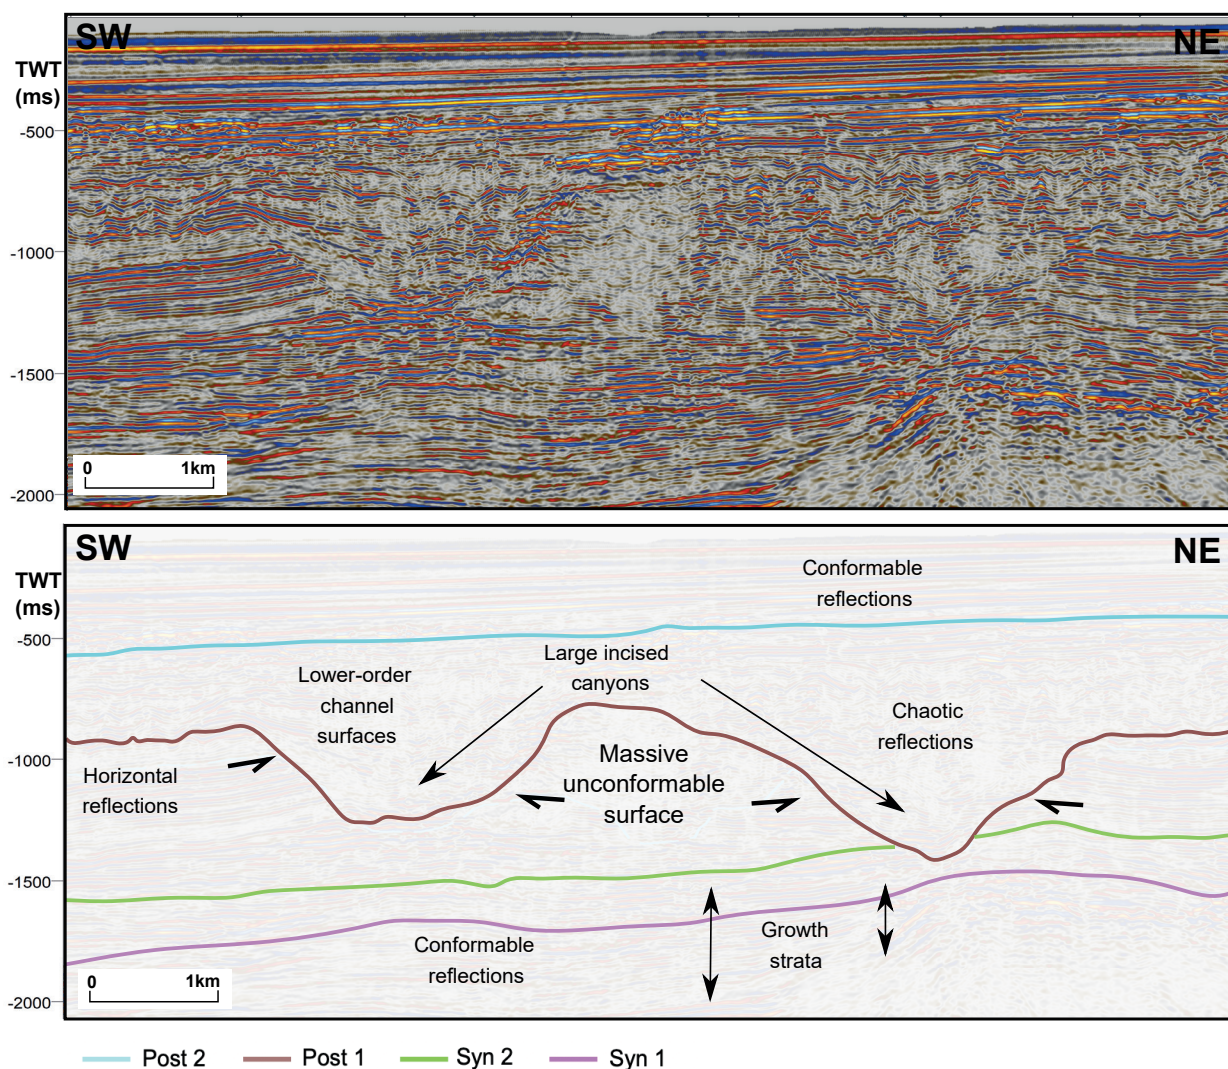 SW
NE
TWT
(ms)
-500
-1000
-1500
-2000
0 1km
SW
NE
TWT
(ms)
-500
-1000
-1500
-2000
Conformable
reflections
Large incised
canyons
Lower-order
channel
surfaces
Chaotic
reflections
Massive
unconformable
surface
Horizontal
reflections
Growth
strata
Conformable
reflections
0 1km
Post 2 Post 1 Syn 2 Syn 1